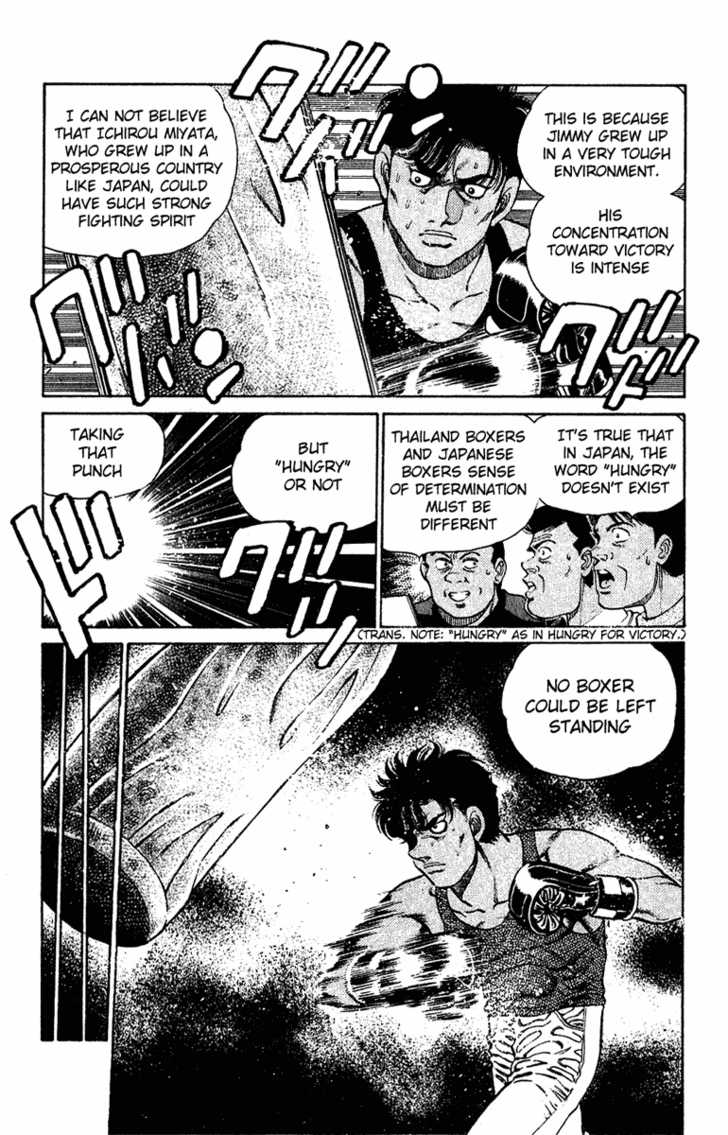 THIS IS BECAUSE
JIMMY GREW UP
IN A VERY TOUGH
ENVIRONMENT.
HIS
CONCENTRATION
TOWARD VICTORY
IS INTENSE
I CAN NOT BELIEVE
THAT ICHIROU MIYATA,
WHO GREW UP IN A
PROSPEROUS COUNTRY
LIKE JAPAN, COULD
HAVE SUCH STRONG
FIGHTING SPIRIT
IT'S TRUE THAT
IN JAPAN, THE
WORD "HUNGRY"
DOESN'T EXIST
THAILAND BOXERS
AND JAPANESE
BOXERS SENSE
OF DETERMINATION
MUST BE
DIFFERENT
(TRANS. NOTE: "HUNGRY" AS IN HUNGRY FOR VICTORY.)
BUT
"HUNGRY"
OR NOT
TAKING
THAT
PUNCH
ド
NO BOXER
COULD BE LEFT
STANDING